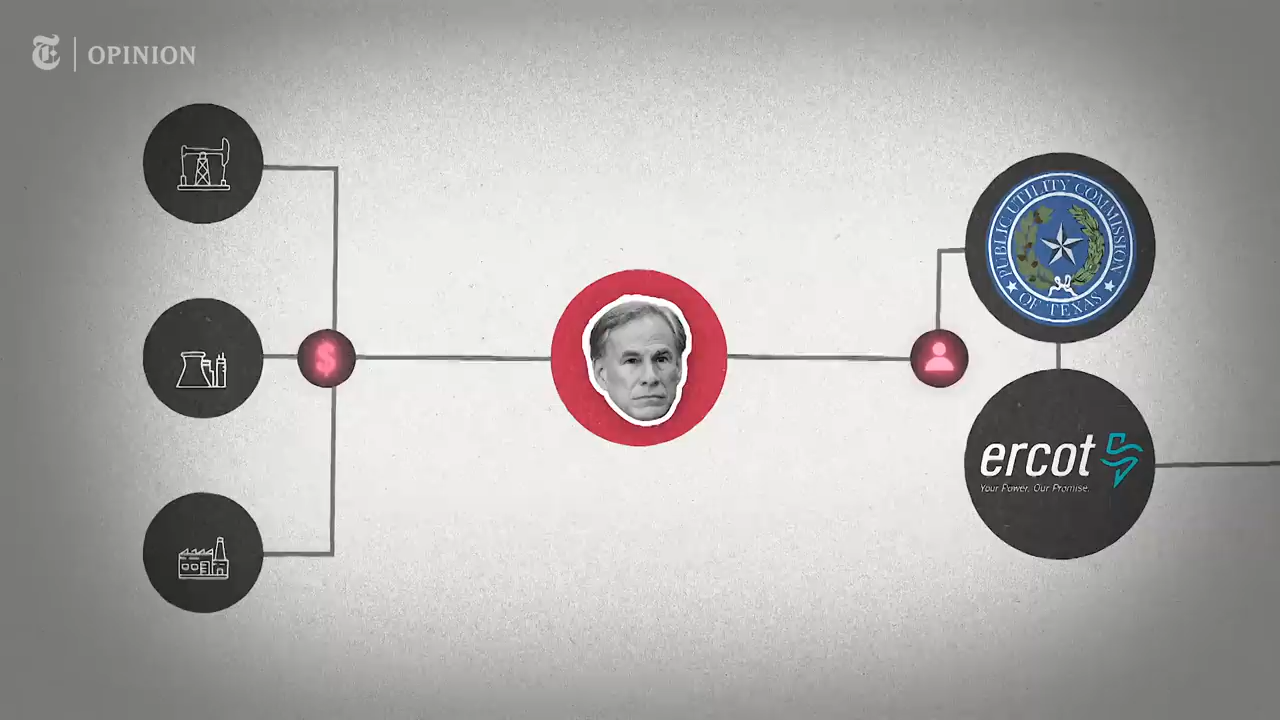 OPINION
PUBLIC UTILITY COMMISSION
OF TEXAS
$
ercot
Your Power. Our Promise.